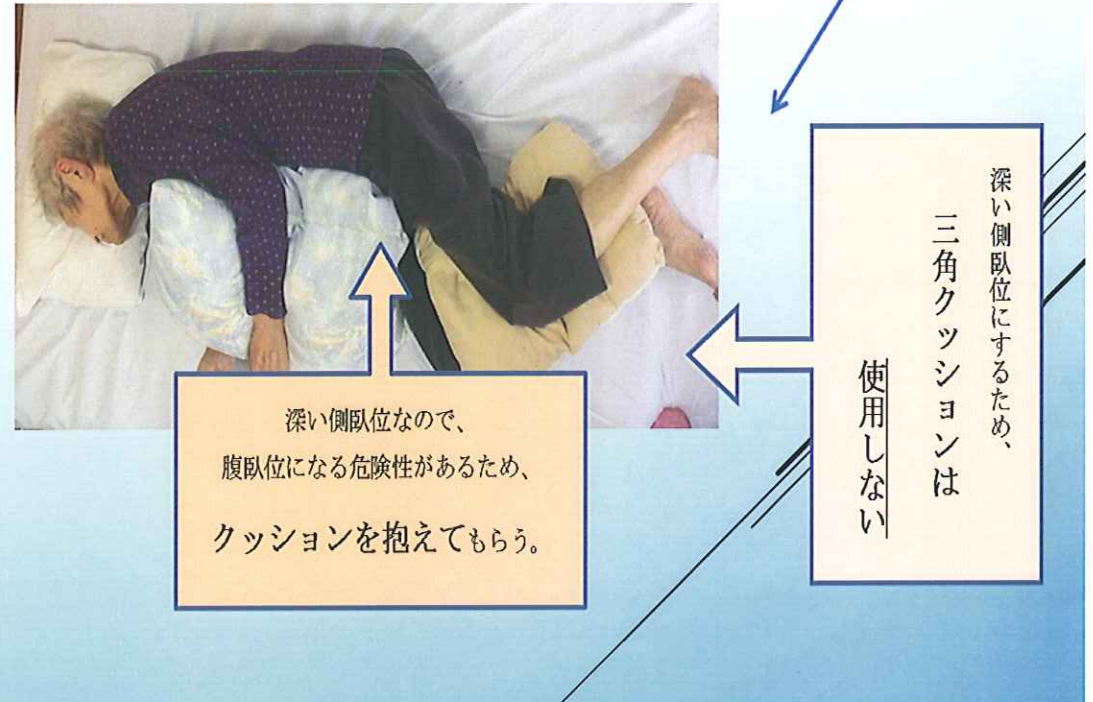 深い側臥位にするため、
三角クッションは
使用しない
深い側臥位なので、
腹臥位になる危険性があるため、
クッションを抱えてもらう。